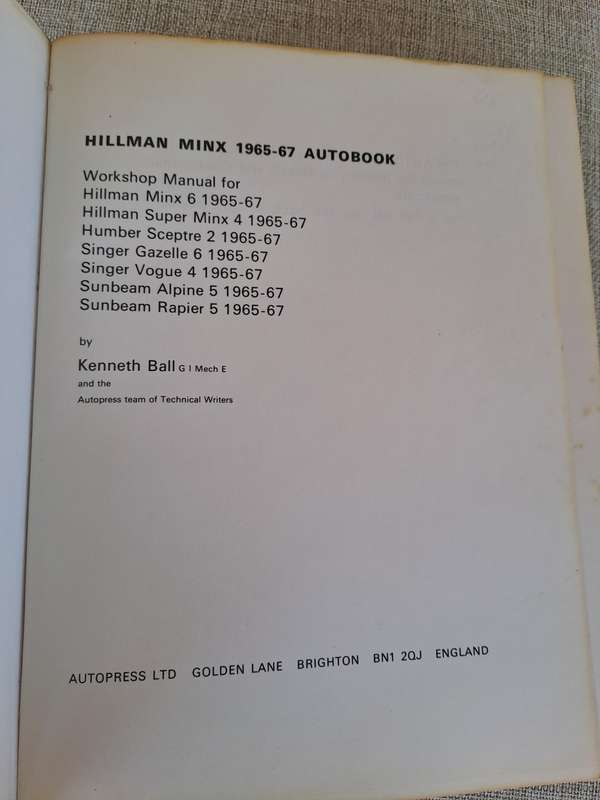 HILLMAN MINX 1965-67 AUTOBOOK
Workshop Manual for
Hillman Minx 6 1965-67
Hillman Super Minx 4 1965-67
Humber Sceptre 2 1965-67
Singer Gazelle 6 1965-67
Singer Vogue 4 1965-67
Sunbeam Alpine 5 1965-67
Sunbeam Rapier 5 1965-67
by
Kenneth Ball G I Mech E
and the
Autopress team of Technical Writers
AUTOPRESS LTD GOLDEN LANE BRIGHTON BN1 2QJ ENGLAND